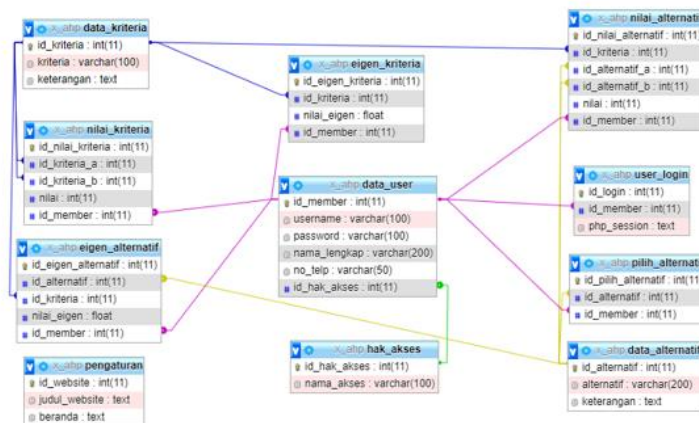 x_ahp data_kriteria
id_kriteria : int(11)
kriteria : varchar(100)
keterangan : text
x_ahp nilai_kriteria
id_nilai_kriteria : int(11)
id_kriteria_a : int(11)
id_kriteria_b : int(11)
nilai : int(11)
id_member : int(11)
x_ahp eigen_alternatif
id_eigen_alternatif : int(11)
id_alternatif : int(11)
id_kriteria : int(11)
nilai_eigen : float
id_member : int(11)
x_ahp pengaturan
id_website : int(11)
judul_website : text
beranda : text
x_ahp eigen_kriteria
id_eigen_kriteria : int(11)
id_kriteria : int(11)
nilai_eigen : float
id_member : int(11)
x_ahp data_user
id_member : int(11)
username : varchar(100)
password : varchar(100)
nama_lengkap : varchar(200)
no_telp : varchar(50)
id_hak_akses : int(11)
x_ahp hak_akses
id_hak_akses : int(11)
nama_akses : varchar(100)
x_ahp nilai_alternatif
id_nilai_alternatif : int(11)
id_kriteria : int(11)
id_alternatif_a : int(11)
id_alternatif_b : int(11)
nilai : int(11)
id_member : int(11)
x_ahp user_login
id_login : int(11)
id_member : int(11)
php_session : text
x_ahp pilih_alternatif
id_pilih_alternatif : int(11)
id_alternatif : int(11)
id_member : int(11)
x_ahp data_alternatif
id_alternatif : int(11)
alternatif : varchar(200)
keterangan : text